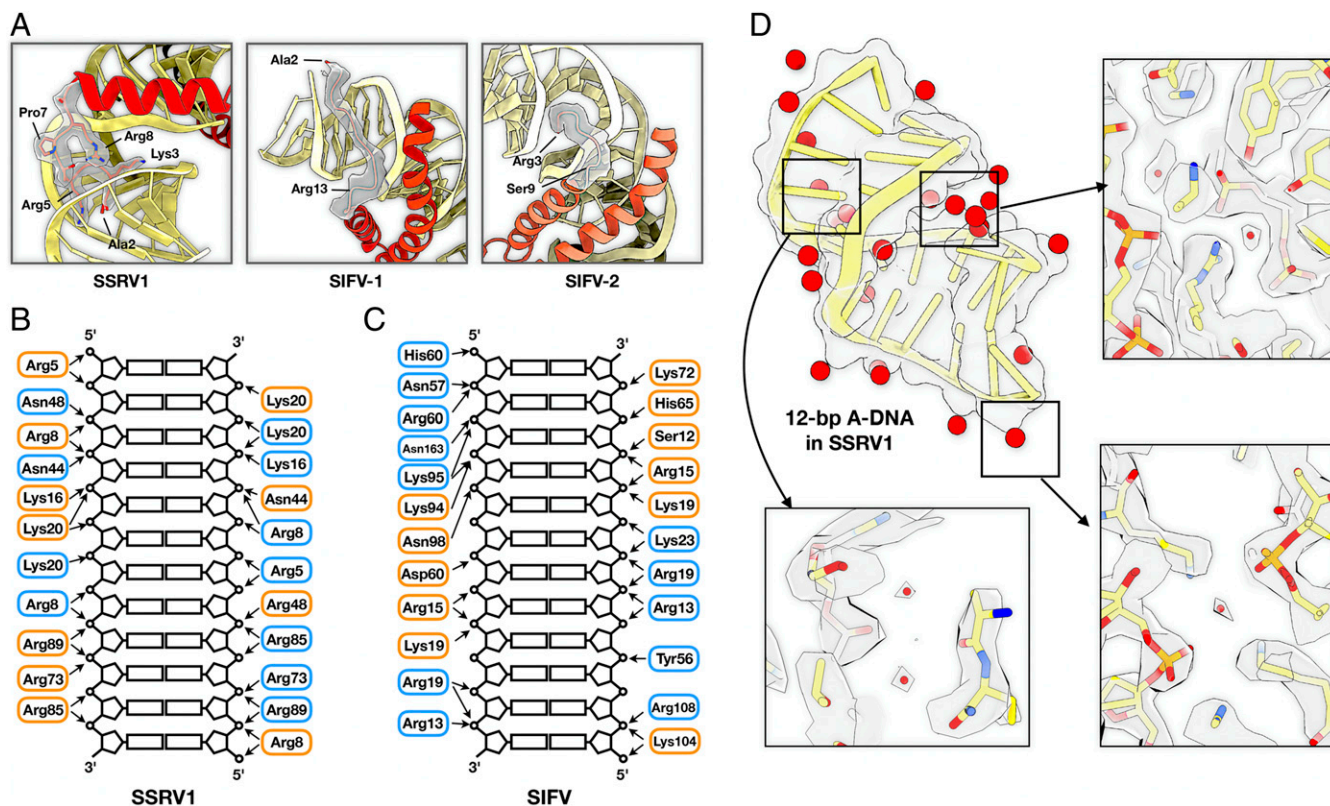 A
Pro7
Arg8
Lys3
Arg5
Ala2
SSRV1
Ala2
Arg13
SIFV-1
Arg3
Ser9
SIFV-2
B
5'
3'
Arg5
Asn48
Arg8
Asn44
Lys16
Lys20
Lys20
Arg8
Arg89
Arg73
Arg85
Lys20
Lys20
Lys16
Asn44
Arg8
Arg5
Arg48
Arg85
Arg73
Arg89
Arg8
3'
5'
SSRV1
C
5'
3'
His60
Asn57
Arg60
Asn163
Lys95
Lys94
Asn98
Asp60
Arg15
Lys19
Arg19
Arg13
Lys72
His65
Ser12
Arg15
Lys19
Lys23
Arg19
Arg13
Tyr56
Arg108
Lys104
3'
5'
SIFV
D
12-bp A-DNA
in SSRV1